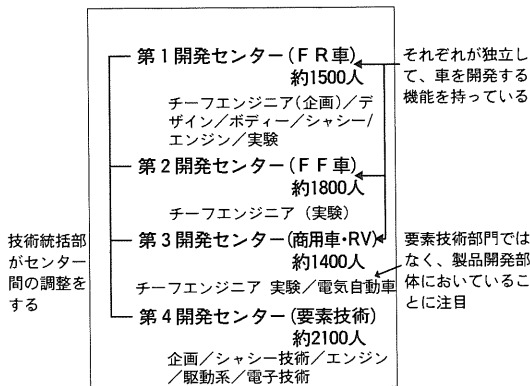 第1開発センター(FR車)
約1500人
チーフエンジニア(企画)/デ
ザイン/ボディー/シャシー/
エンジン/実験
第2開発センター(FF車)
約1800人
チーフエンジニア(実験)
第3開発センター(商用車・RV)
約1400人
チーフエンジニア 実験/電気自動車
第4開発センター(要素技術)
約2100人
企画/シャシー技術/エンジン
/駆動系/電子技術
それぞれが独立し
て、車を開発する
機能を持っている
技術統括部
がセンター
間の調整を
する
要素技術部門では
なく、製品開発部
体においているこ
とに注目